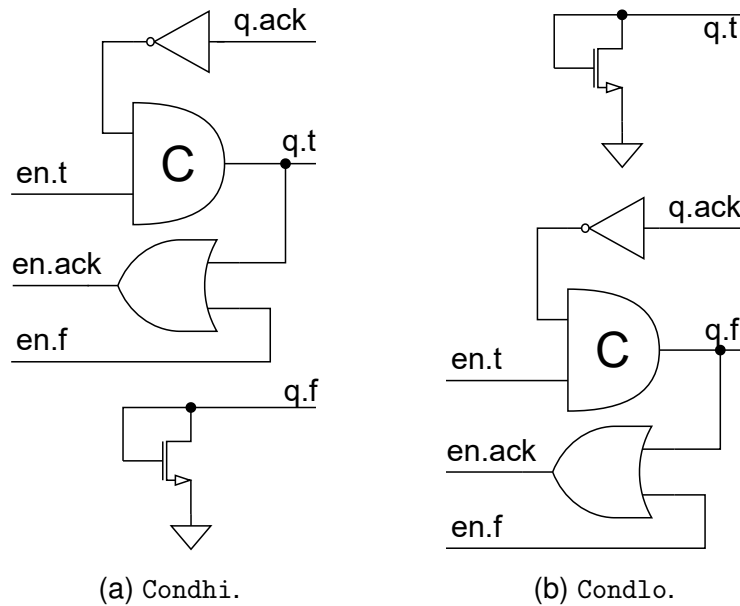 q.ack
C
q.t
en.t
en.ack
en.f
q.f
(a) Condhi.
q.t
q.ack
C
q.f
en.t
en.ack
en.f
(b) Condlo.